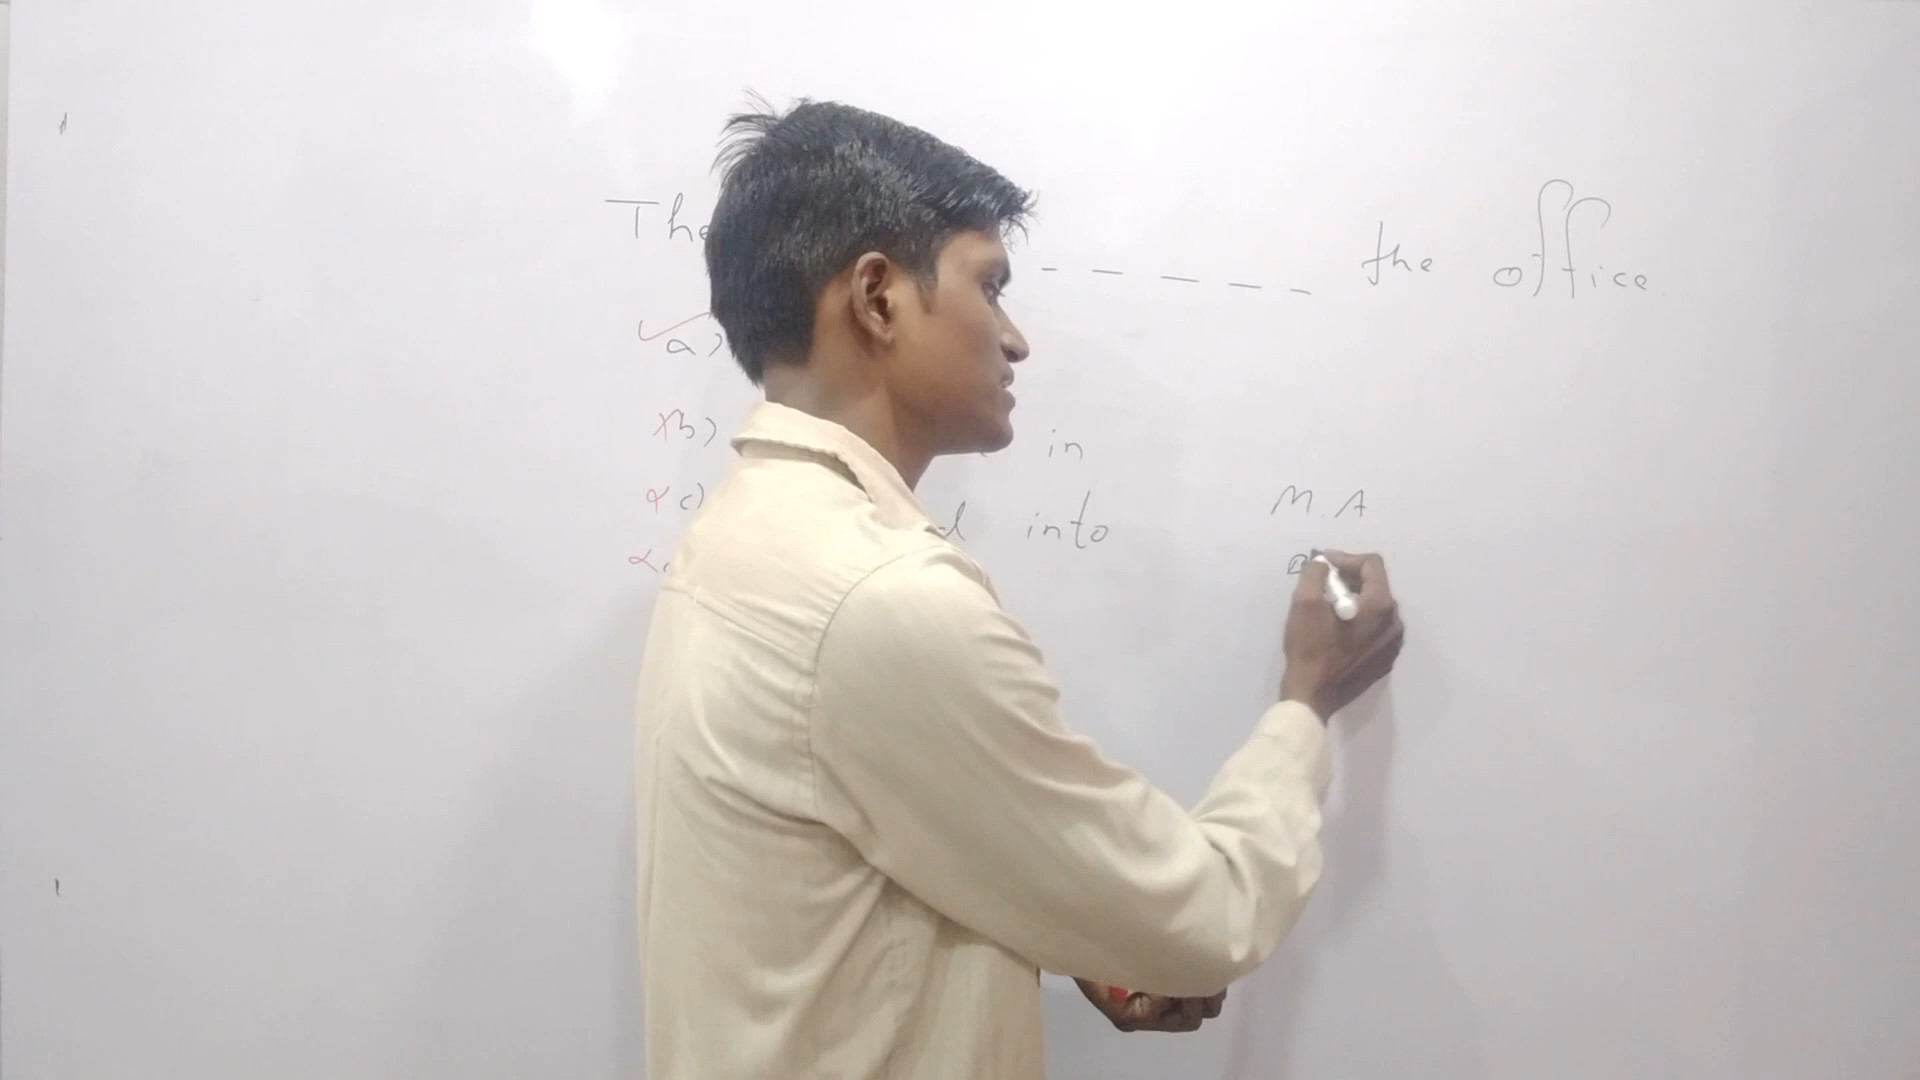 The - - - - - the office
a)
b) in
c) into
M.A